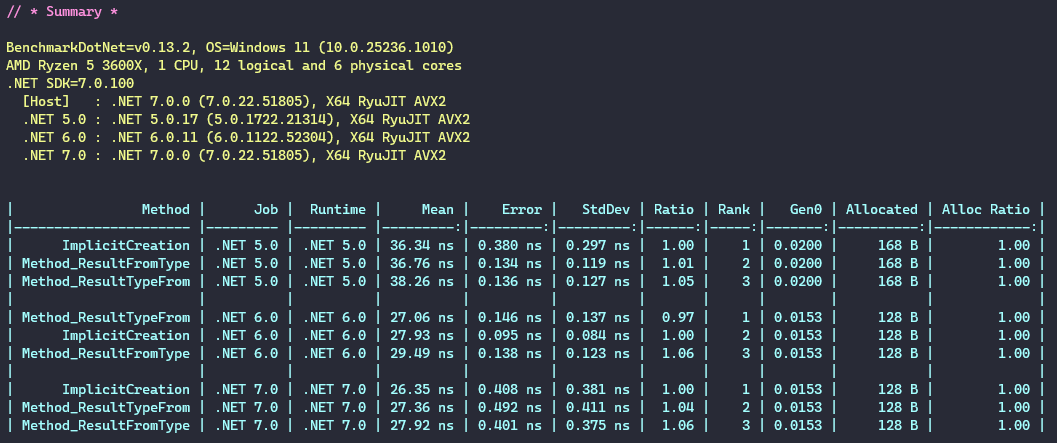 // * Summary *
BenchmarkDotNet=v0.13.2, OS=Windows 11 (10.0.25236.1010)
AMD Ryzen 5 3600X, 1 CPU, 12 logical and 6 physical cores
.NET SDK=7.0.100
  [Host]   : .NET 7.0.0 (7.0.22.51805), X64 RyuJIT AVX2
  .NET 5.0 : .NET 5.0.17 (5.0.1722.21314), X64 RyuJIT AVX2
  .NET 6.0 : .NET 6.0.11 (6.0.1122.52304), X64 RyuJIT AVX2
  .NET 7.0 : .NET 7.0.0 (7.0.22.51805), X64 RyuJIT AVX2
|                Method |      Job |  Runtime |     Mean |    Error |   StdDev | Ratio | Rank |   Gen0 | Allocated | Alloc Ratio |
|---------------------- |--------- |--------- |---------:|---------:|---------:|------:|-----:|-------:|----------:|------------:|
|      ImplicitCreation | .NET 5.0 | .NET 5.0 | 36.34 ns | 0.380 ns | 0.297 ns |  1.00 |    1 | 0.0200 |     168 B |        1.00 |
| Method_ResultFromType | .NET 5.0 | .NET 5.0 | 36.76 ns | 0.134 ns | 0.119 ns |  1.01 |    2 | 0.0200 |     168 B |        1.00 |
| Method_ResultTypeFrom | .NET 5.0 | .NET 5.0 | 38.26 ns | 0.136 ns | 0.127 ns |  1.05 |    3 | 0.0200 |     168 B |        1.00 |
|                       |          |          |          |          |          |       |      |        |           |             |
| Method_ResultTypeFrom | .NET 6.0 | .NET 6.0 | 27.06 ns | 0.146 ns | 0.137 ns |  0.97 |    1 | 0.0153 |     128 B |        1.00 |
|      ImplicitCreation | .NET 6.0 | .NET 6.0 | 27.93 ns | 0.095 ns | 0.084 ns |  1.00 |    2 | 0.0153 |     128 B |        1.00 |
| Method_ResultFromType | .NET 6.0 | .NET 6.0 | 29.49 ns | 0.138 ns | 0.123 ns |  1.06 |    3 | 0.0153 |     128 B |        1.00 |
|                       |          |          |          |          |          |       |      |        |           |             |
|      ImplicitCreation | .NET 7.0 | .NET 7.0 | 26.35 ns | 0.408 ns | 0.381 ns |  1.00 |    1 | 0.0153 |     128 B |        1.00 |
| Method_ResultTypeFrom | .NET 7.0 | .NET 7.0 | 27.36 ns | 0.492 ns | 0.411 ns |  1.04 |    2 | 0.0153 |     128 B |        1.00 |
| Method_ResultFromType | .NET 7.0 | .NET 7.0 | 27.92 ns | 0.401 ns | 0.375 ns |  1.06 |    3 | 0.0153 |     128 B |        1.00 |